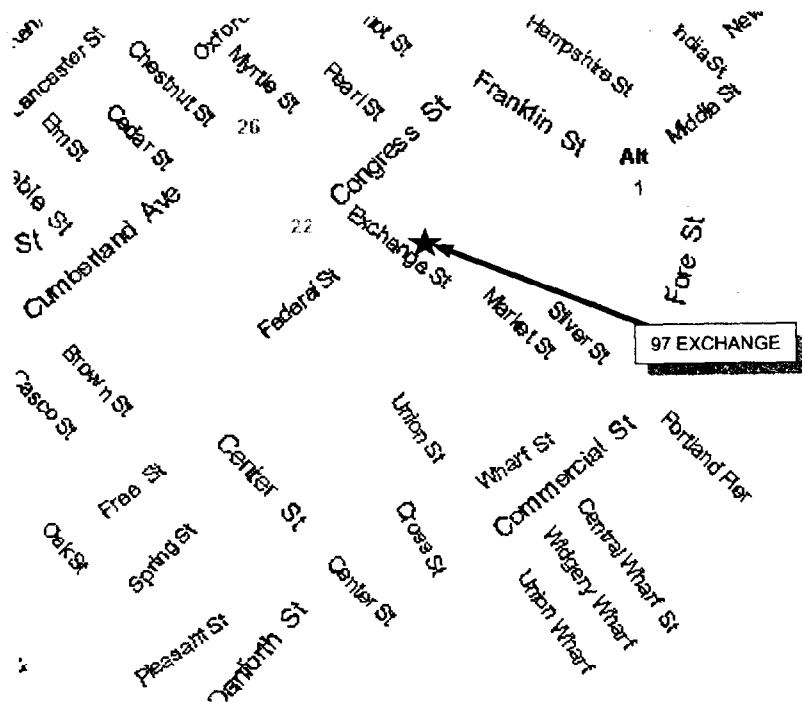 Lancaster St
Chestnut St
Myrtle St
Pearl St
Hampshire St
India St
New
Franklin St
Middle St
Elm St
Cedar St
26
Congress St
Alt
1
St
Cumberland Ave
22
Exchange St
Federal St
Market St
Silver St
Fore St
97 EXCHANGE
Brown St
Casco St
Union St
Wharf St
Commercial St
Portland Pier
Center St
Free St
Oak St
Spring St
Cross St
Center St
Central Wharf St
Widgery Wharf
Union Wharf
Pleasant St
Danforth St